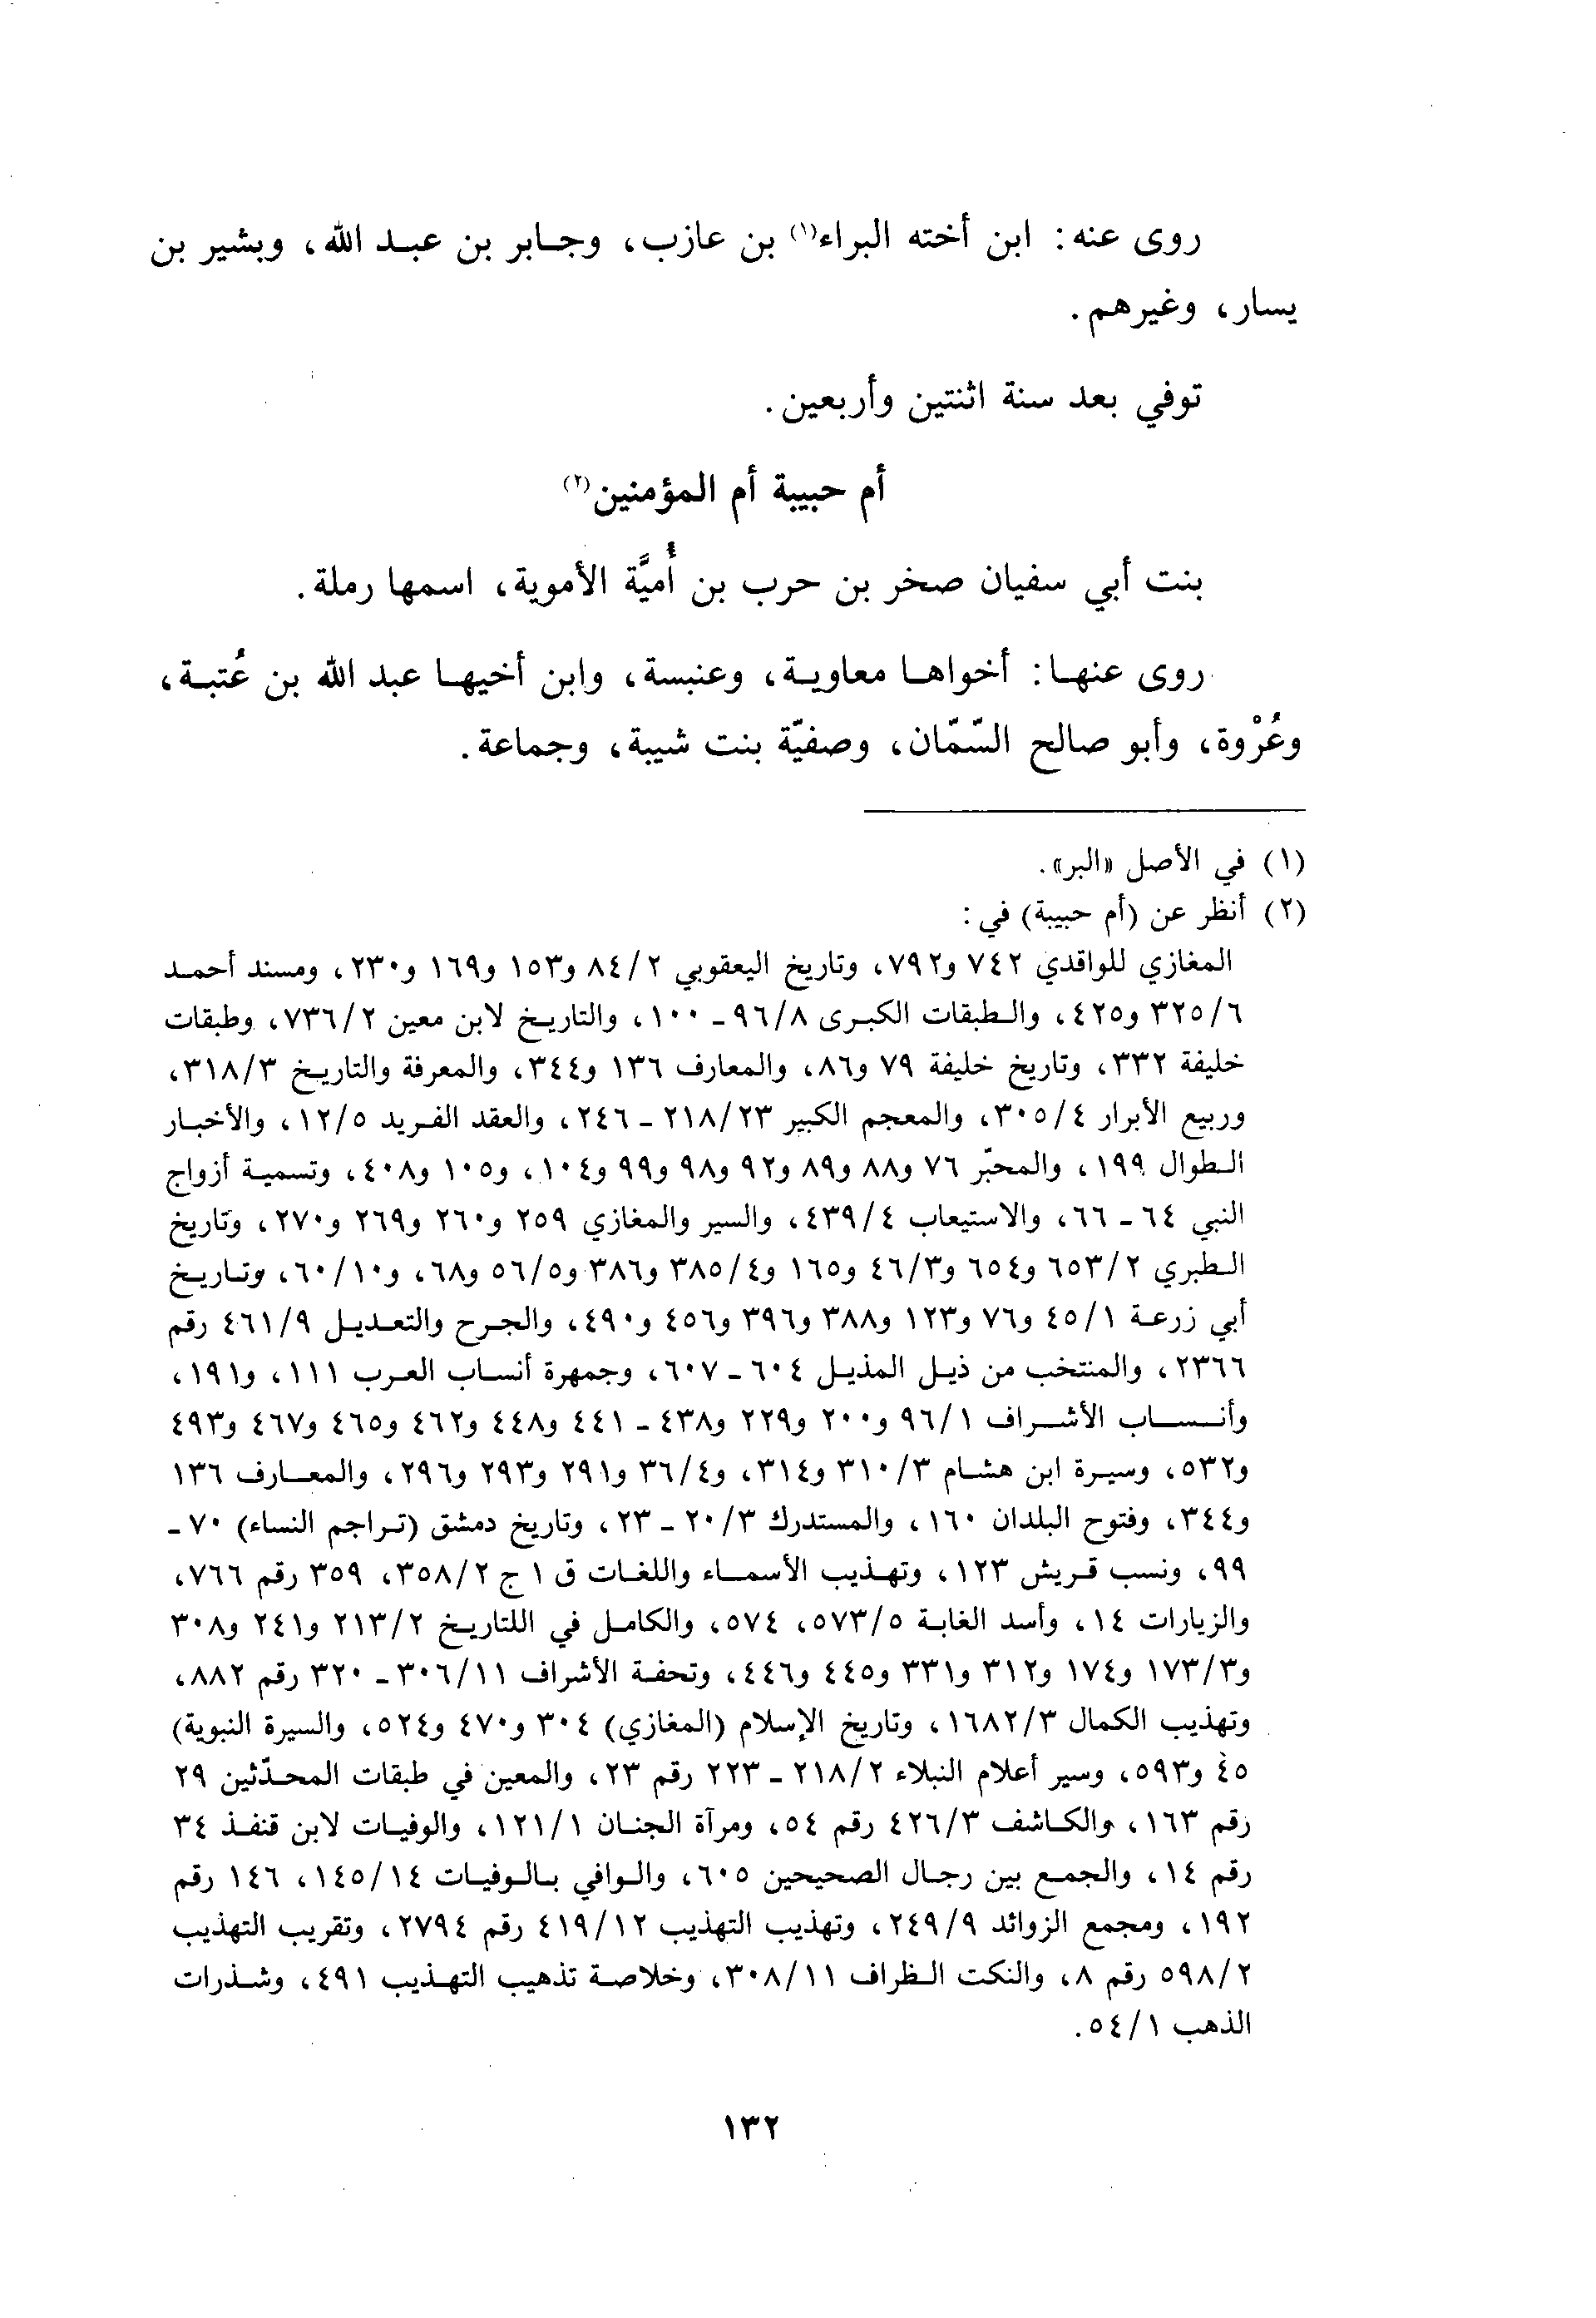 روى عنه: ابن أخته البراء(١) بن عازب، وجابر بن عبد الله، وبشير بن
يسار، وغيرهم.
توفي بعد سنة اثنتين وأربعين.
أم حبيبة أم المؤمنين(٢)
بنت أبي سفيان صخر بن حرب بن أُميَّة الأموية، اسمها رملة.
روى عنها: أخواها معاوية، وعنبسة، وابن أخيها عبد الله بن عُتبة،
وعُرْوة، وأبو صالح السّمّان، وصفيّة بنت شيبة، وجماعة.
(١) في الأصل «البر».
(٢) أنظر عن (أم حبيبة) في:
المغازي للواقدي ٧٤٢ و٧٩٢، وتاريخ اليعقوبي ٨٤/٢ و١٥٣ و١٦٩ و٢٣٠، ومسند أحمد
٣٢٥/٦ و٤٢٥، والطبقات الكبرى ٩٦/٨ - ١٠٠، والتاريخ لابن معين ٧٣٦/٢، وطبقات
خليفة ٣٣٢، وتاريخ خليفة ٧٩ و٨٦، والمعارف ١٣٦ و٣٤٤، والمعرفة والتاريخ ٣١٨/٣،
وربيع الأبرار ٣٠٥/٤، والمعجم الكبير ٢١٨/٢٣ - ٢٤٦، والعقد الفريد ١٢/٥، والأخبار
الطوال ١٩٩، والمحبّر ٧٦ و٨٨ و٨٩ و٩٢ و٩٨ و٩٩ و١٠٤، و١٠٥ و٤٠٨، وتسمية أزواج
النبي ٦٤ - ٦٦، والاستيعاب ٤٣٩/٤، والسير والمغازي ٢٥٩ و٢٦٠ و٢٦٩ و٢٧٠، وتاريخ
الطبري ٦٥٣/٢ و٦٥٤ و٤٦/٣ و١٦٥ و٣٨٥/٤ و٣٨٦ و٥٦/٥ و٦٨، و٦٠/١٠، وتاريخ
أبي زرعة ٤٥/١ و٧٦ و١٢٣ و٣٨٨ و٣٩٦ و٤٥٦ و٤٩٠، والجرح والتعديل ٤٦١/٩ رقم
٢٣٦٦، والمنتخب من ذيل المذيل ٦٠٤ - ٦٠٧، وجمهرة أنساب العرب ١١١، و١٩١،
وأنساب الأشراف ٩٦/١ و٢٠٠ و٢٢٩ و٤٣٨ - ٤٤١ و٤٤٨ و٤٦٢ و٤٦٥ و٤٦٧ و٤٩٣
و٥٣٢، وسيرة ابن هشام ٣١٠/٣ و٣١٤، و٣٦/٤ و٢٩١ و٢٩٣ و٢٩٦، والمعارف ١٣٦
و٣٤٤، وفتوح البلدان ١٦٠، والمستدرك ٢٠/٣ - ٢٣، وتاريخ دمشق (تراجم النساء) ٧٠ -
٩٩، ونسب قريش ١٢٣، وتهذيب الأسماء واللغات ق ١ ج ٣٥٨/٢، ٣٥٩ رقم ٧٦٦،
والزيارات ١٤، وأسد الغابة ٥٧٣/٥، ٥٧٤، والكامل في اللتاريخ ٢١٣/٢ و٢٤١ و٣٠٨
و١٧٣/٣ و١٧٤ و٣١٢ و٣٣١ و٤٤٥ و٤٤٦، وتحفة الأشراف ٣٠٦/١١ - ٣٢٠ رقم ٨٨٢،
وتهذيب الكمال ١٦٨٢/٣، وتاريخ الإسلام (المغازي) ٣٠٤ و٤٧٠ و٥٢٤، والسيرة النبوية)
٤٥ و٥٩٣، وسير أعلام النبلاء ٢١٨/٢ - ٢٢٣ رقم ٢٣، والمعين في طبقات المحدّثين ٢٩
رقم ١٦٣، والكاشف ٤٢٦/٣ رقم ٥٤، ومرآة الجنان ١٢١/١، والوفيات لابن قنفذ ٣٤
رقم ١٤، والجمع بين رجال الصحيحين ٦٠٥، والوافي بالوفيات ١٤٥/١٤، ١٤٦ رقم
١٩٢، ومجمع الزوائد ٢٤٩/٩، وتهذيب التهذيب ٤١٩/١٢ رقم ٢٧٩٤، وتقريب التهذيب
٥٩٨/٢ رقم ٨، والنكت الظراف ٣٠٨/١١، وخلاصة تذهيب التهذيب ٤٩١، وشذرات
الذهب ٥٤/١.
١٣٢